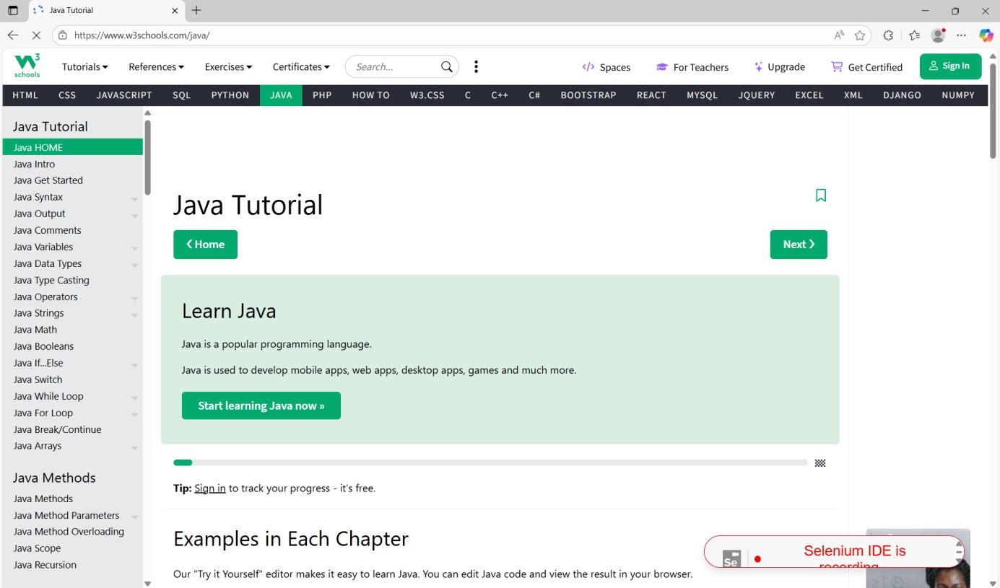 Java Tutorial
https://www.w3schools.com/java/
W3 schools
Tutorials References Exercises Certificates Search... Spaces For Teachers Upgrade Get Certified Sign In
HTML CSS JAVASCRIPT SQL PYTHON JAVA PHP HOW TO W3.CSS C C++ C# BOOTSTRAP REACT MYSQL JQUERY EXCEL XML DJANGO NUMPY
Java Tutorial
Java HOME
Java Intro
Java Get Started
Java Syntax
Java Output
Java Comments
Java Variables
Java Data Types
Java Type Casting
Java Operators
Java Strings
Java Math
Java Booleans
Java If...Else
Java Switch
Java While Loop
Java For Loop
Java Break/Continue
Java Arrays
Java Methods
Java Methods
Java Method Parameters
Java Method Overloading
Java Scope
Java Recursion
Java Tutorial
❮ Home
Next ❯
Learn Java
Java is a popular programming language.
Java is used to develop mobile apps, web apps, desktop apps, games and much more.
Start learning Java now »
Tip: Sign in to track your progress - it's free.
Examples in Each Chapter
Our "Try it Yourself" editor makes it easy to learn Java. You can edit Java code and view the result in your browser.
Se
Selenium IDE is
recording